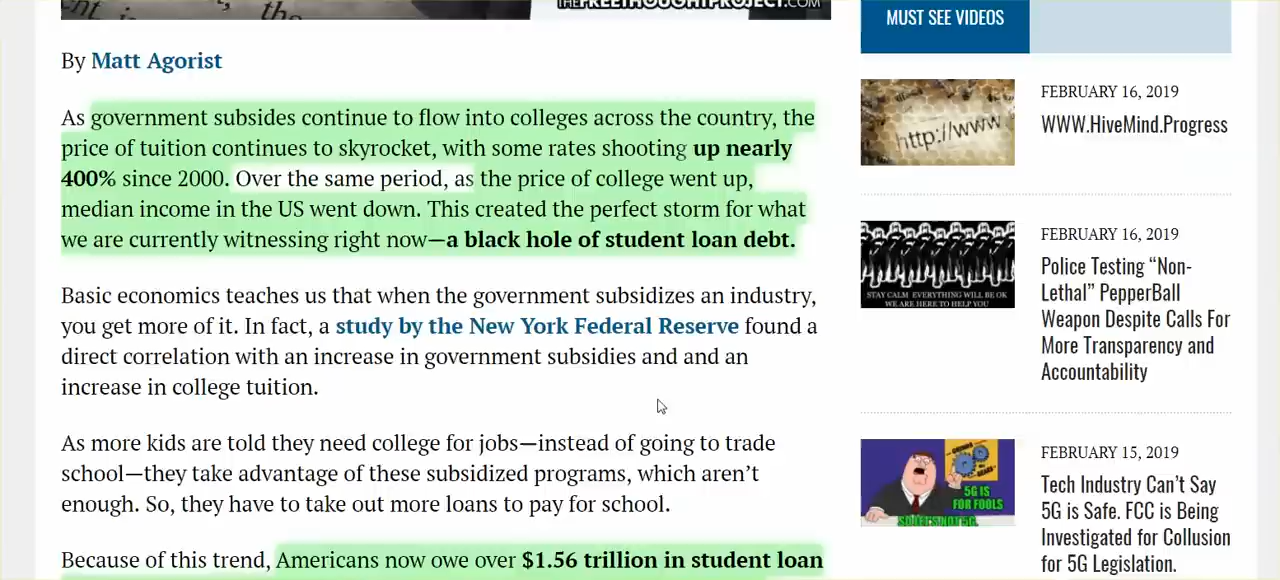 ent is
the
THEFREETHOUGHTPROJECT.COM
By Matt Agorist
As government subsides continue to flow into colleges across the country, the
price of tuition continues to skyrocket, with some rates shooting up nearly
400% since 2000. Over the same period, as the price of college went up,
median income in the US went down. This created the perfect storm for what
we are currently witnessing right now—a black hole of student loan debt.
Basic economics teaches us that when the government subsidizes an industry,
you get more of it. In fact, a study by the New York Federal Reserve found a
direct correlation with an increase in government subsidies and and an
increase in college tuition.
As more kids are told they need college for jobs—instead of going to trade
school—they take advantage of these subsidized programs, which aren't
enough. So, they have to take out more loans to pay for school.
Because of this trend, Americans now owe over $1.56 trillion in student loan
MUST SEE VIDEOS
http://www
FEBRUARY 16, 2019
WWW.HiveMind.Progress
STAY CALM EVERYTHING WILL BE OK
WE ARE HERE TO HELP YOU
FEBRUARY 16, 2019
Police Testing “Non-
Lethal” PepperBall
Weapon Despite Calls For
More Transparency and
Accountability
5G IS
FOR FOOLS
FEBRUARY 15, 2019
Tech Industry Can't Say
5G is Safe. FCC is Being
Investigated for Collusion
for 5G Legislation.